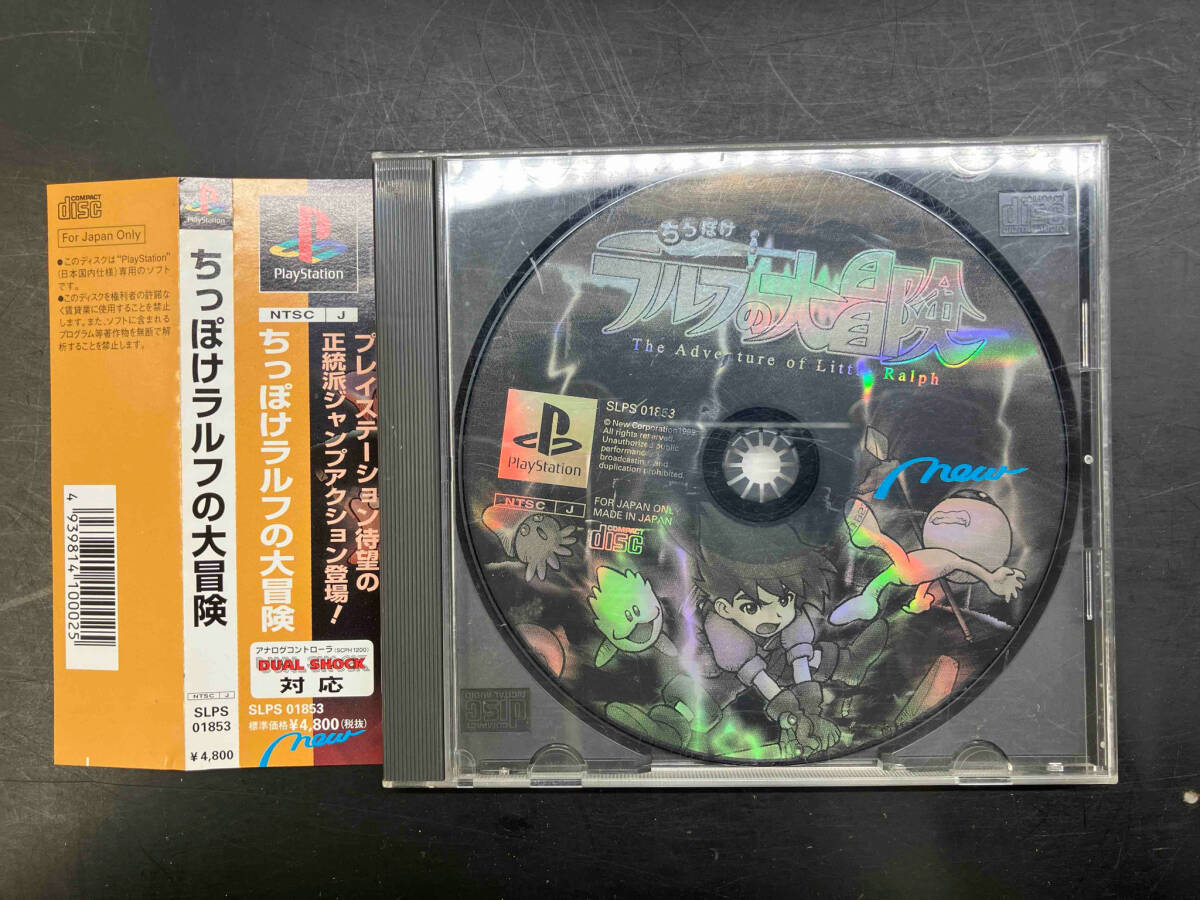 COMPACT
disc
For Japan Only
●このディスクは"PlayStation"
(日本国内仕様)専用のソフト
です。
●このディスクを権利者の許諾な
く賃貸業に使用することを禁止
します。また、ソフトに含まれる
プログラム等著作物を無断で解
析することを禁止します。
4 939814 100025
PlayStation
ちっぽけラルフの大冒険
NTSC J
SLPS
01853
¥4,800
PlayStation
NTSC J
プレイステーション待望の
正統派ジャンプアクション登場!
ちっぽけラルフの大冒険
アナログコントローラ(SCPH1200)
DUAL SHOCK
対応
SLPS 01853
標準価格¥4,800(税抜)
new
ちっぽけ
ラルフの大冒険
The Adventure of Little Ralph
SLPS 01853
© New Corporation 1999.
All rights reserved.
Unauthorized public
performance,
broadcasting and
duplication prohibited.
PlayStation
new
NTSC J
FOR JAPAN ONLY
MADE IN JAPAN
COMPACT
disc
COMPACT
disc
DIGITAL AUDIO
COMPACT
disc
DIGITAL AUDIO